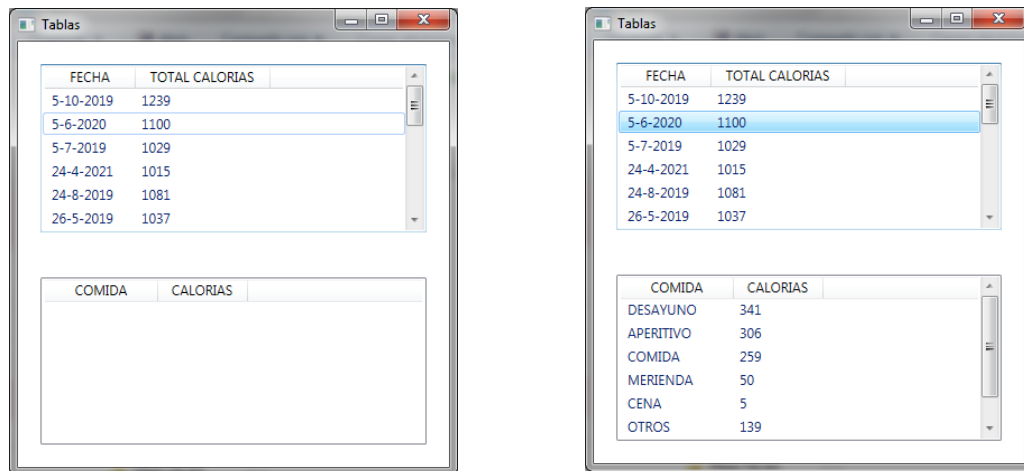 Tablas
FECHA TOTAL CALORIAS
5-10-2019 1239
5-6-2020 1100
5-7-2019 1029
24-4-2021 1015
24-8-2019 1081
26-5-2019 1037
COMIDA CALORIAS
Tablas
FECHA TOTAL CALORIAS
5-10-2019 1239
5-6-2020 1100
5-7-2019 1029
24-4-2021 1015
24-8-2019 1081
26-5-2019 1037
COMIDA CALORIAS
DESAYUNO 341
APERITIVO 306
COMIDA 259
MERIENDA 50
CENA 5
OTROS 139